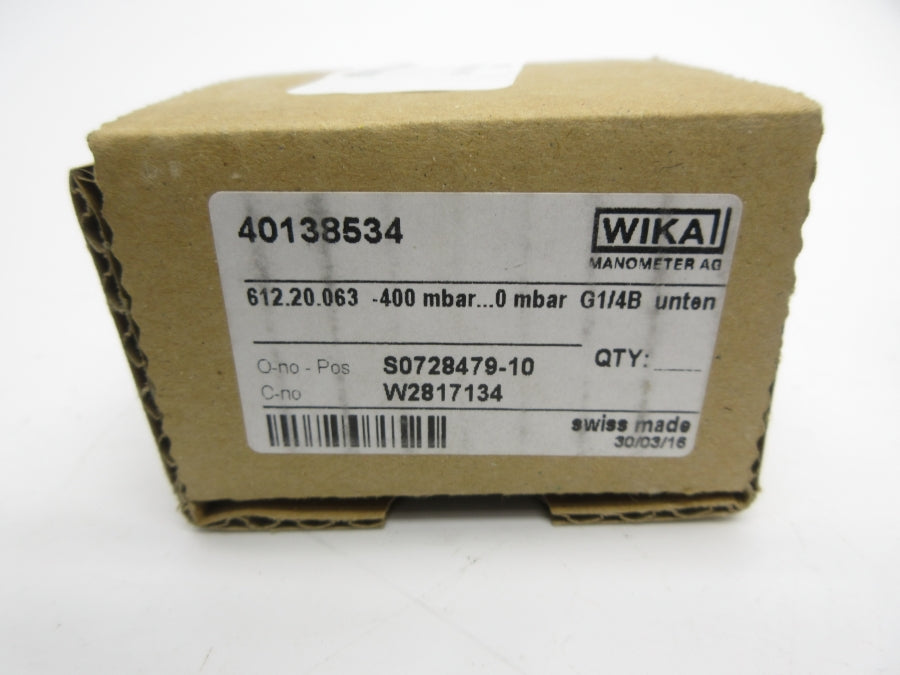 40138534
WIKA
MANOMETER AG
612.20.063 -400 mbar...0 mbar G1/4B unten
O-no - Pos S0728479-10 QTY:
C-no W2817134
swiss made
30/03/16